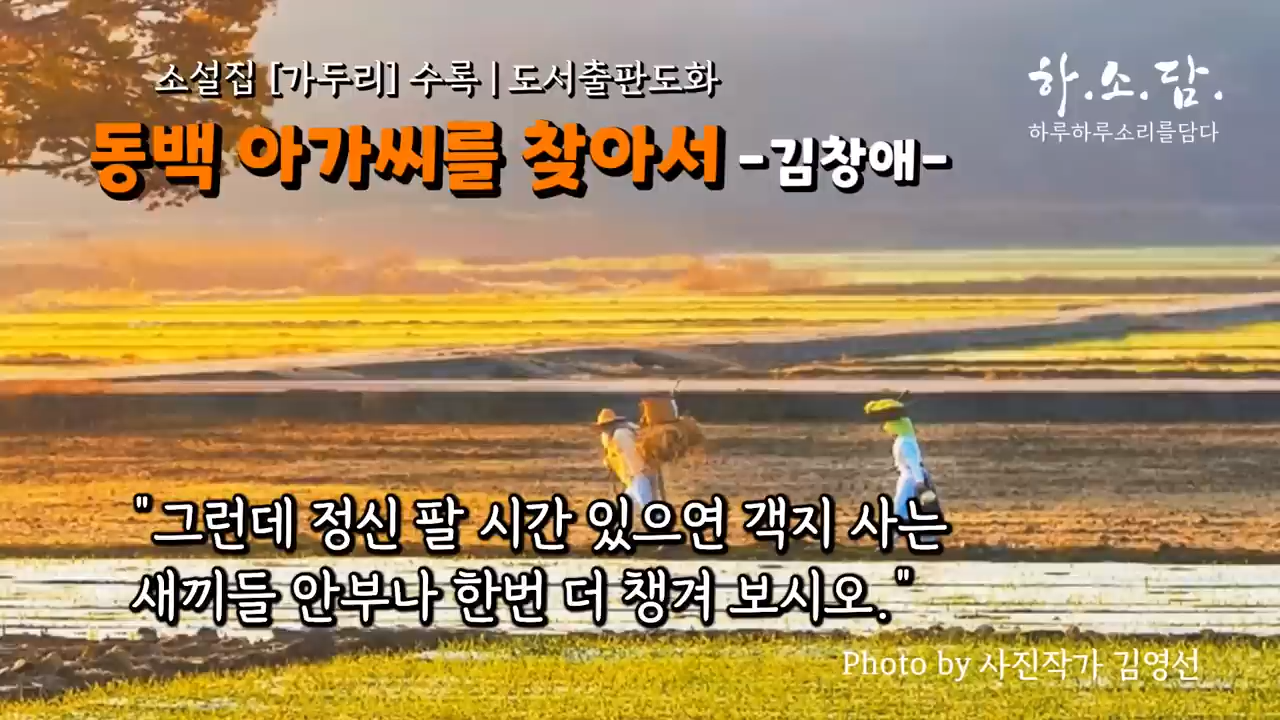 소설집 [가두리] 수록 | 도서출판도화
동백 아가씨를 찾아서 -김창애-
하.소.담.
하루하루소리를담다
"그런데 정신 팔 시간 있으연 객지 사는
새끼들 안부나 한번 더 챙겨 보시오."
Photo by 사진작가 김영선